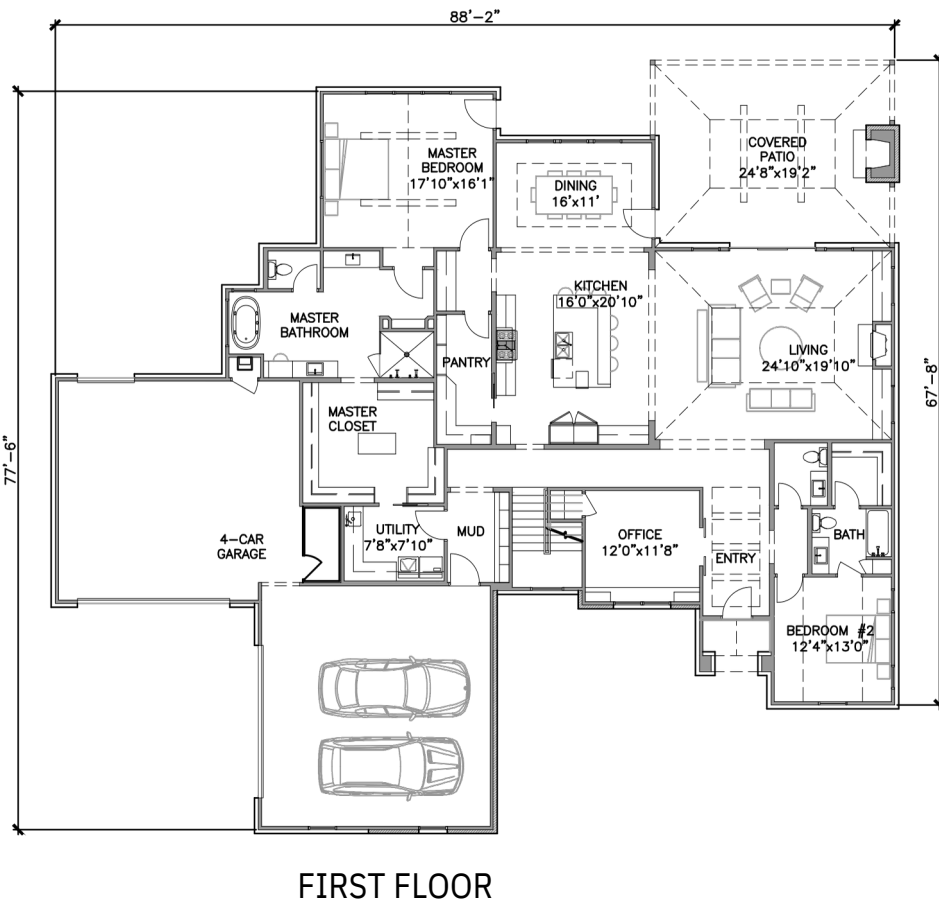 88'-2"
COVERED
PATIO
24'8"x19'2"
MASTER
BEDROOM
17'10"x16'1"
DINING
16'x11'
KITCHEN
16'0"x20'10"
MASTER
BATHROOM
PANTRY
LIVING
24'10"x19'10"
67'-8"
77'-6"
MASTER
CLOSET
UTILITY
7'8"x7'10"
MUD
4-CAR
GARAGE
OFFICE
12'0"x11'8"
ENTRY
BATH
BEDROOM #2
12'4"x13'0"
FIRST FLOOR